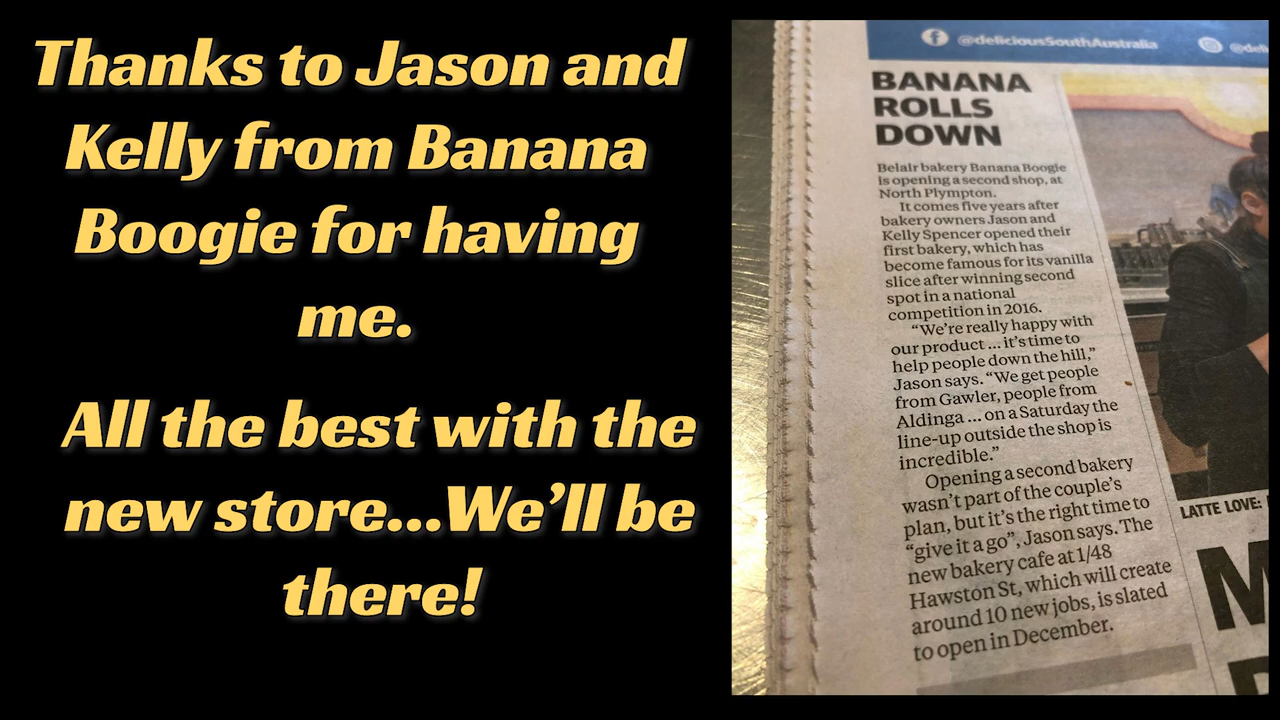 Thanks to Jason and
Kelly from Banana
Boogie for having
me.
All the best with the
new store...We'll be
there!
@deliciousSouthAustralia
BANANA
ROLLS
DOWN
Belair bakery Banana Boogie
is opening a second shop, at
North Plympton.
It comes five years after
bakery owners Jason and
Kelly Spencer opened their
first bakery, which has
become famous for its vanilla
slice after winning second
spot in a national
competition in 2016.
“We’re really happy with
our product ... it’s time to
help people down the hill,”
Jason says. “We get people
from Gawler, people from
Aldinga ... on a Saturday the
line-up outside the shop is
incredible.”
Opening a second bakery
wasn’t part of the couple’s
plan, but it’s the right time to
“give it a go”, Jason says. The
new bakery cafe at 1/48
Hawston St, which will create
around 10 new jobs, is slated
to open in December.
LATTE LOVE: